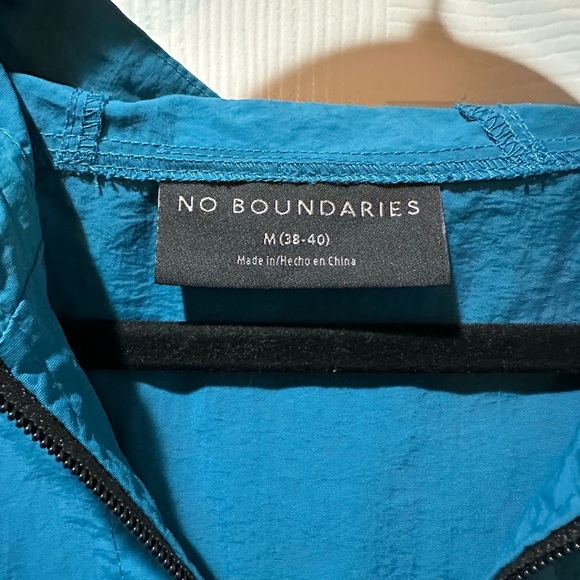 NO BOUNDARIES
M (38-40)
Made in/Hecho en China